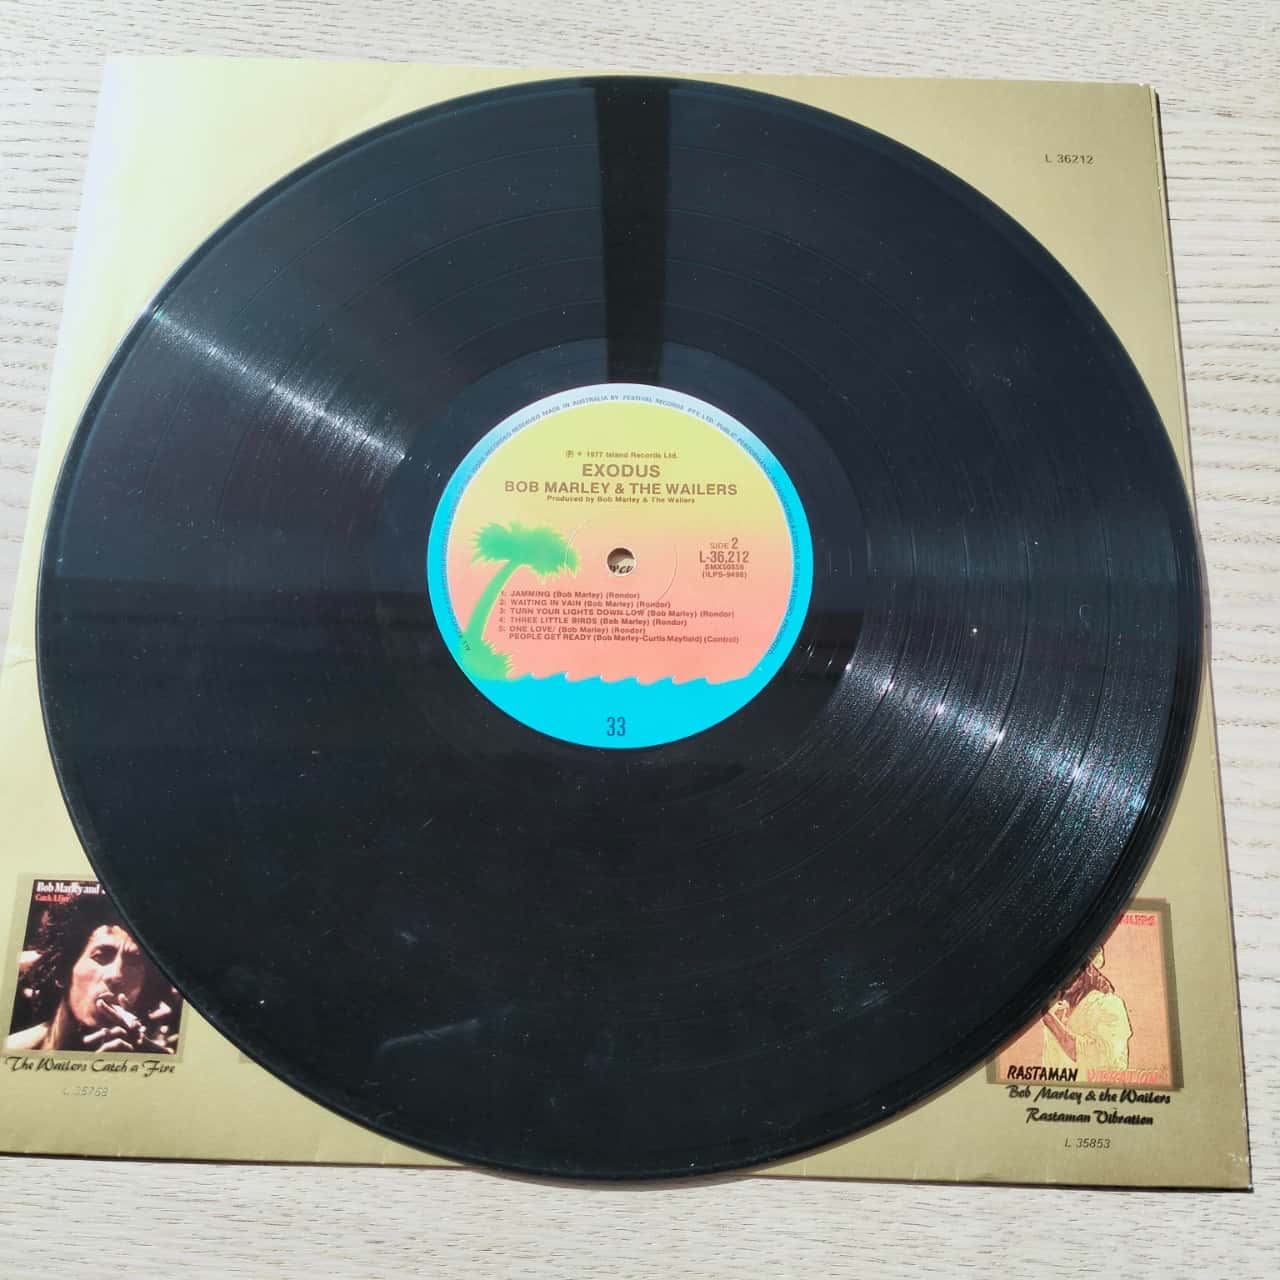 L 36212
MADE IN AUSTRALIA BY FESTIVAL RECORDS PTY. LTD. PUBLIC PERFORMANCE
℗ © 1977 Island Records Ltd.
EXODUS
BOB MARLEY & THE WAILERS
Produced by Bob Marley & The Wailers
SIDE 2
L-36,212
SMX50856
(ILPS-9498)
1: JAMMING (Bob Marley) (Rondor)
2: WAITING IN VAIN (Bob Marley) (Rondor)
3: TURN YOUR LIGHTS DOWN LOW (Bob Marley) (Rondor)
4: THREE LITTLE BIRDS (Bob Marley) (Rondor)
5: ONE LOVE/ (Bob Marley) (Rondor)
PEOPLE GET READY (Bob Marley-Curtis Mayfield) (Control)
33
Bob Marley and
Catch A Fire
The Wailers Catch a Fire
L 35768
RASTAMAN VIBRATION
Bob Marley & the Wailers
Rastaman Vibration
L 35853